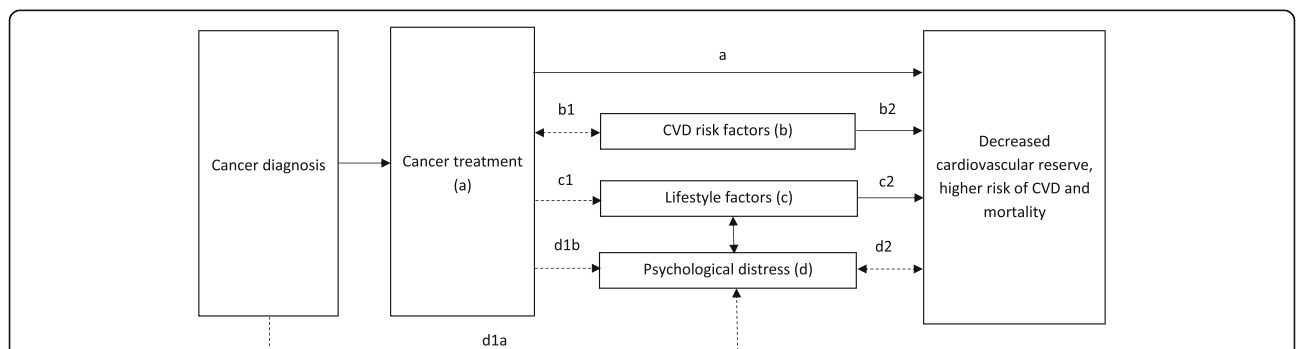 a
b1
b2
CVD risk factors (b)
Decreased
cardiovascular reserve,
higher risk of CVD and
mortality
Cancer diagnosis
Cancer treatment
(a)
c1
c2
Lifestyle factors (c)
d1b
d2
Psychological distress (d)
d1a